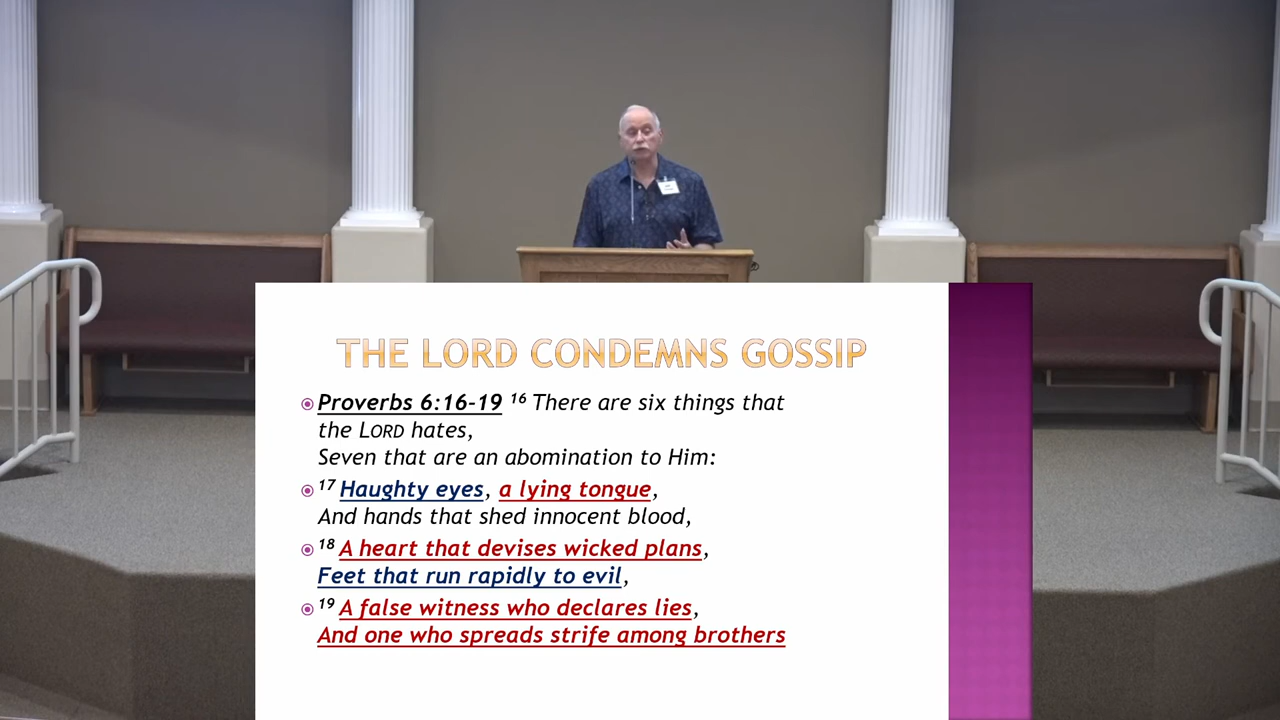 THE LORD CONDEMNS GOSSIP
Proverbs 6:16-19 16 There are six things that
the LORD hates,
Seven that are an abomination to Him:
17 Haughty eyes, a lying tongue,
And hands that shed innocent blood,
18 A heart that devises wicked plans,
Feet that run rapidly to evil,
19 A false witness who declares lies,
And one who spreads strife among brothers